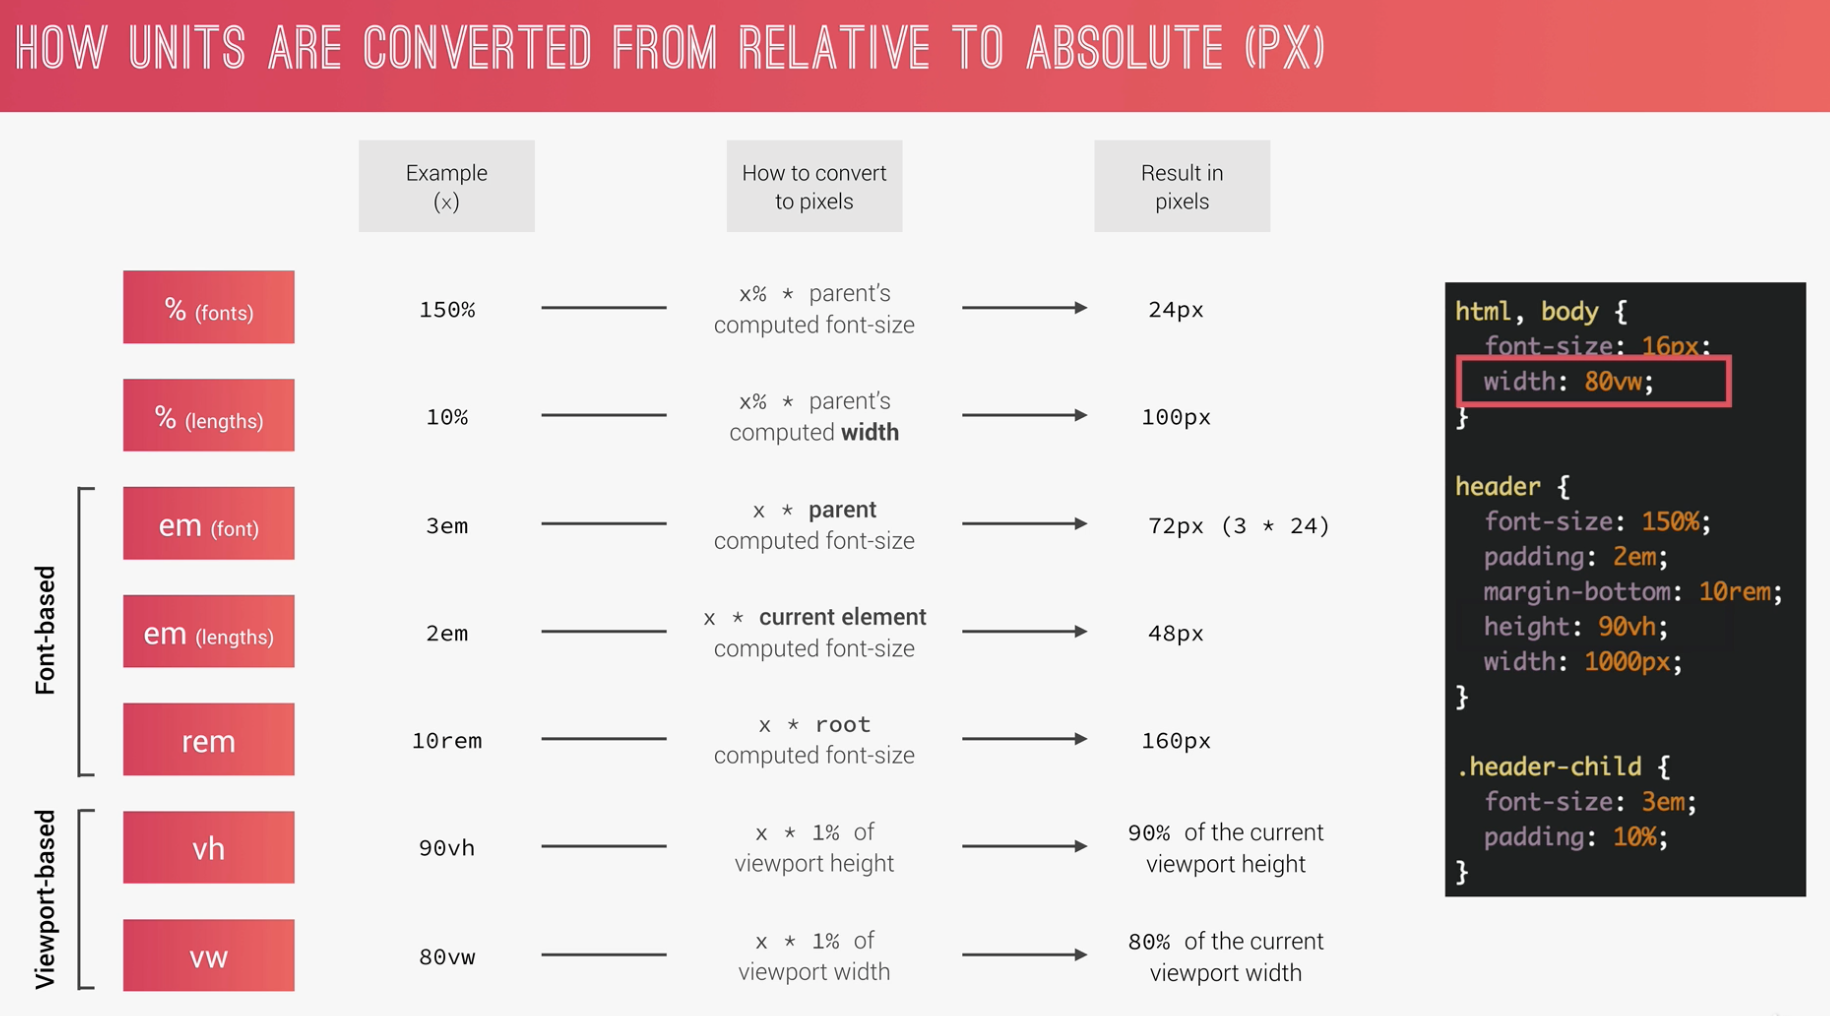 HOW UNITS ARE CONVERTED FROM RELATIVE TO ABSOLUTE (PX)
Example
(x)
How to convert
to pixels
Result in
pixels
% (fonts)
150%
x% * parent's
computed font-size
24px
% (lengths)
10%
x% * parent's
computed width
100px
Font-based
em (font)
3em
x * parent
computed font-size
72px (3 * 24)
em (lengths)
2em
x * current element
computed font-size
48px
rem
10rem
x * root
computed font-size
160px
Viewport-based
vh
90vh
x * 1% of
viewport height
90% of the current
viewport height
vw
80vw
x * 1% of
viewport width
80% of the current
viewport width
html, body {
font-size: 16px;
width: 80vw;
}
header {
font-size: 150%;
padding: 2em;
margin-bottom: 10rem;
height: 90vh;
width: 1000px;
}
.header-child {
font-size: 3em;
padding: 10%;
}